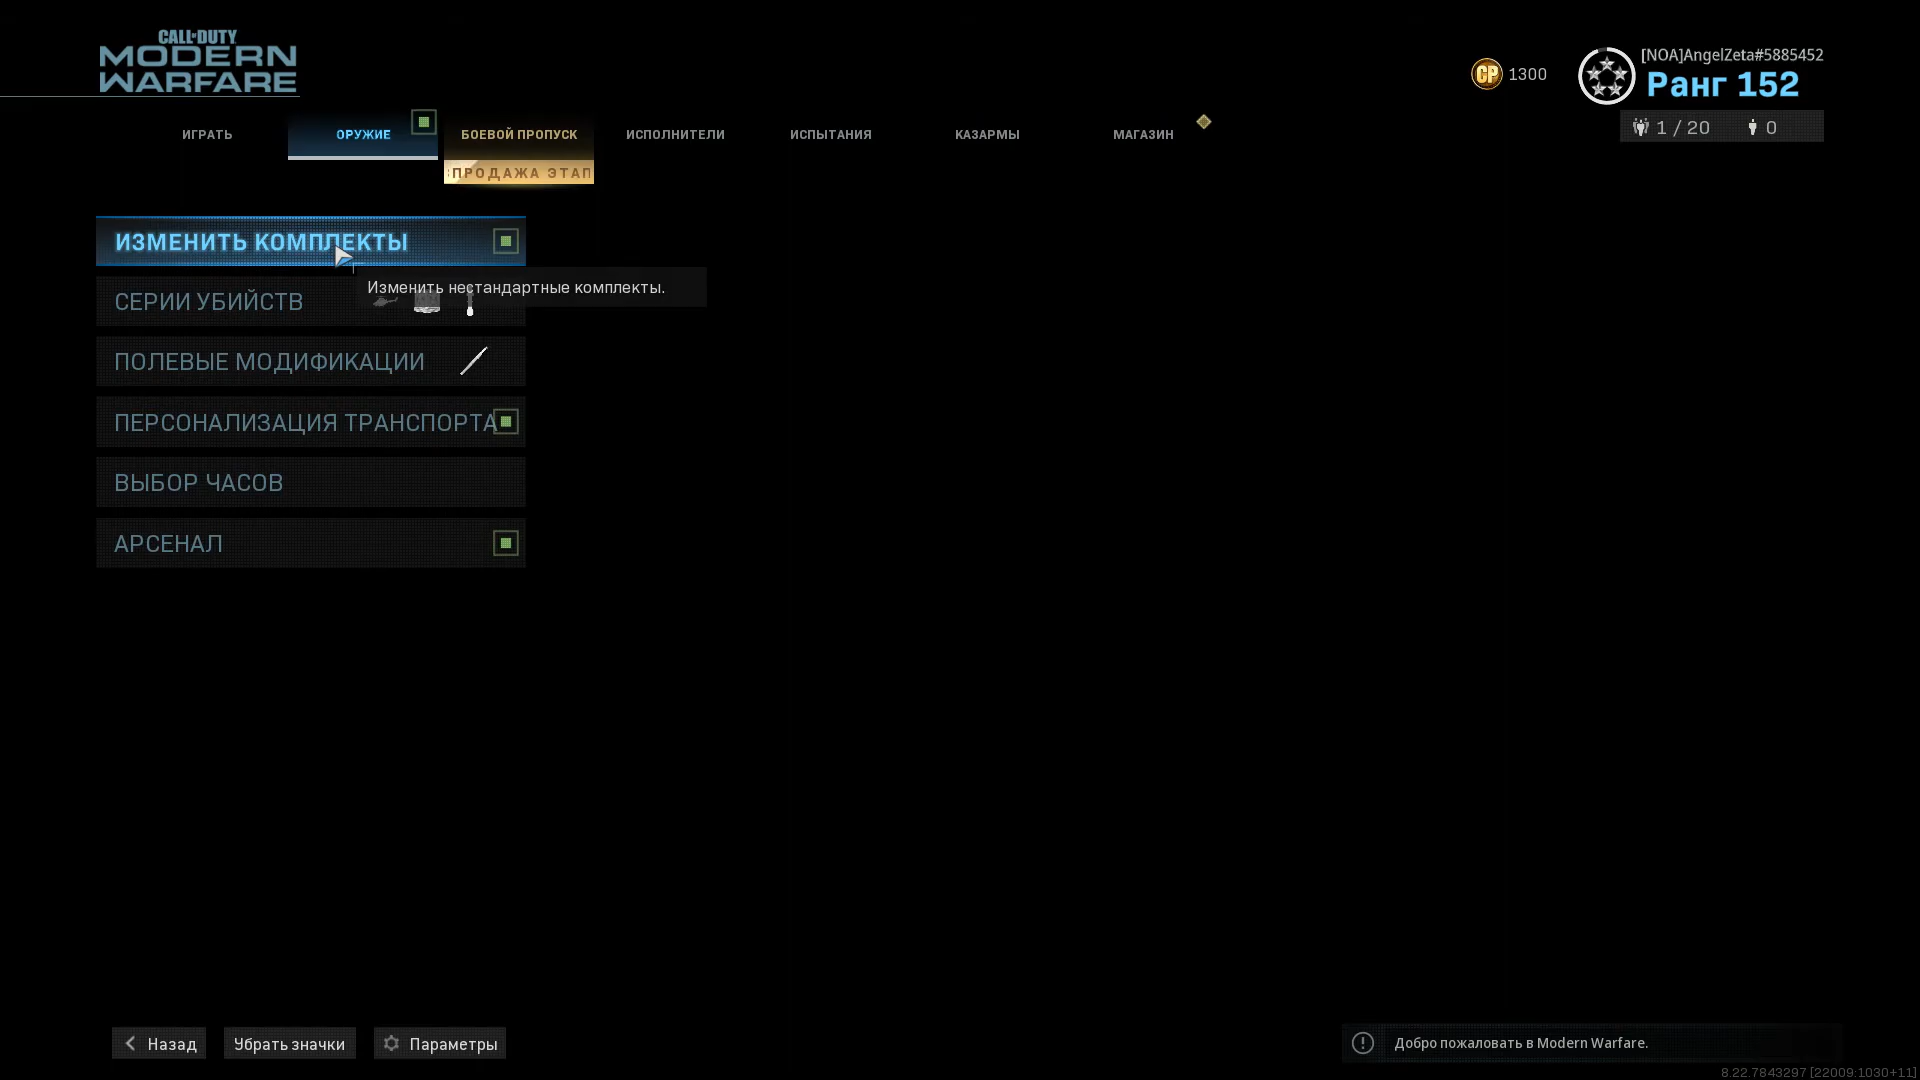 CALL OF DUTY
MODERN
WARFARE
CP 1300
[NOA]AngelZeta#5885452
Ранг 152
1 / 20 0
ИГРАТЬ ОРУЖИЕ БОЕВОЙ ПРОПУСК ИСПОЛНИТЕЛИ ИСПЫТАНИЯ КАЗАРМЫ МАГАЗИН
ПРОДАЖА ЭТАП
ИЗМЕНИТЬ КОМПЛЕКТЫ
Изменить нестандартные комплекты.
СЕРИИ УБИЙСТВ
ПОЛЕВЫЕ МОДИФИКАЦИИ
ПЕРСОНАЛИЗАЦИЯ ТРАНСПОРТА
ВЫБОР ЧАСОВ
АРСЕНАЛ
Назад Убрать значки Параметры
Добро пожаловать в Modern Warfare.
8.22.7843297 [22009:1030+11]